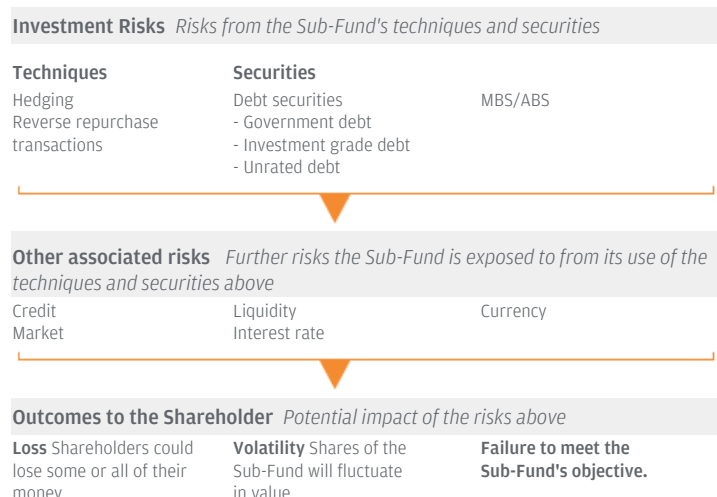 Investment Risks Risks from the Sub-Fund's techniques and securities
Techniques
Hedging
Reverse repurchase
transactions
Securities
Debt securities
- Government debt
- Investment grade debt
- Unrated debt
MBS/ABS
Other associated risks Further risks the Sub-Fund is exposed to from its use of the
techniques and securities above
Credit
Market
Liquidity
Interest rate
Currency
Outcomes to the Shareholder Potential impact of the risks above
Loss Shareholders could
lose some or all of their
money
Volatility Shares of the
Sub-Fund will fluctuate
in value
Failure to meet the
Sub-Fund's objective.